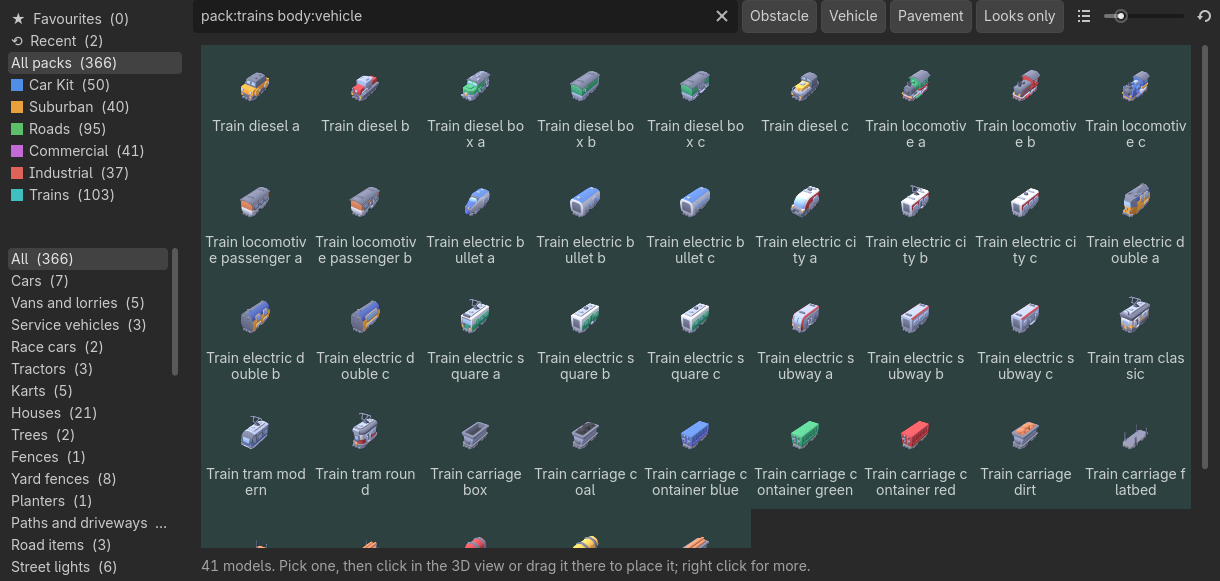 Favourites (0)
Recent (2)
All packs (366)
Car Kit (50)
Suburban (40)
Roads (95)
Commercial (41)
Industrial (37)
Trains (103)
All (366)
Cars (7)
Vans and lorries (5)
Service vehicles (3)
Race cars (2)
Tractors (3)
Karts (5)
Houses (21)
Trees (2)
Fences (1)
Yard fences (8)
Planters (1)
Paths and driveways ...
Road items (3)
Street lights (6)
pack:trains body:vehicle
Obstacle
Vehicle
Pavement
Looks only
Train diesel a
Train diesel b
Train diesel bo
x a
Train diesel bo
x b
Train diesel bo
x c
Train diesel c
Train locomotiv
e a
Train locomotiv
e b
Train locomotiv
e c
Train locomotiv
e passenger a
Train locomotiv
e passenger b
Train electric b
ullet a
Train electric b
ullet b
Train electric b
ullet c
Train electric ci
ty a
Train electric ci
ty b
Train electric ci
ty c
Train electric d
ouble a
Train electric d
ouble b
Train electric d
ouble c
Train electric s
quare a
Train electric s
quare b
Train electric s
quare c
Train electric s
ubway a
Train electric s
ubway b
Train electric s
ubway c
Train tram clas
sic
Train tram mod
ern
Train tram roun
d
Train carriage
box
Train carriage c
oal
Train carriage c
ontainer blue
Train carriage c
ontainer green
Train carriage c
ontainer red
Train carriage
dirt
Train carriage f
latbed
41 models. Pick one, then click in the 3D view or drag it there to place it; right click for more.